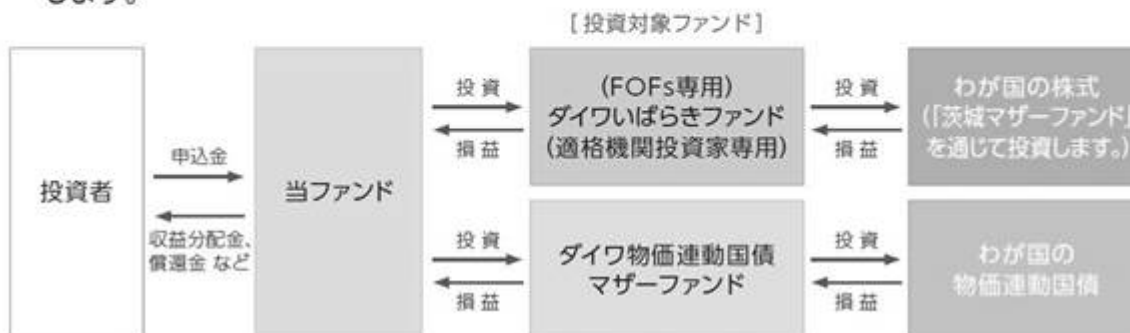 します。
[投資対象ファンド]
投資者
申込金
収益分配金、
償還金 など
当ファンド
投資
損益
(FOFs専用)
ダイワいばらきファンド
(適格機関投資家専用)
投資
損益
わが国の株式
(「茨城マザーファンド」
を通じて投資します。)
投資
損益
ダイワ物価連動国債
マザーファンド
投資
損益
わが国の
物価連動国債